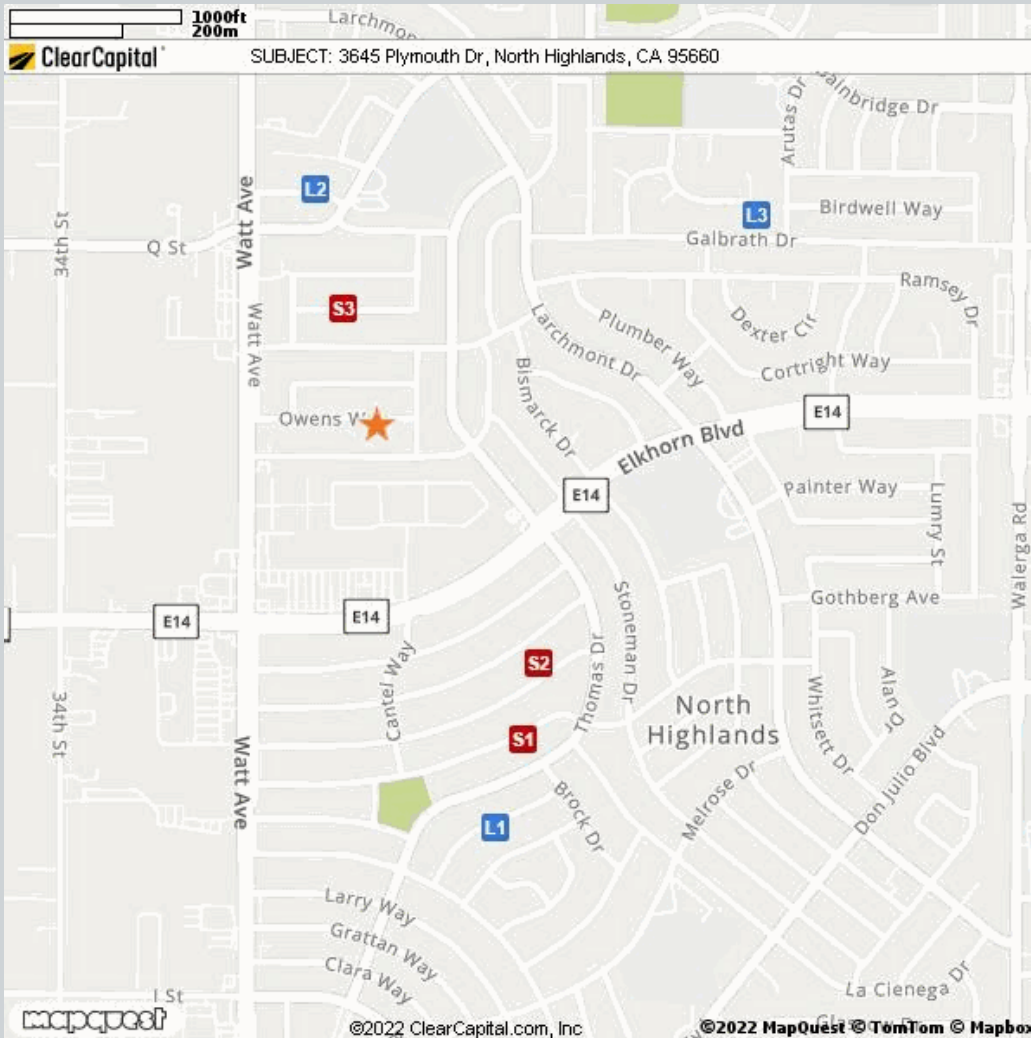 1000ft
200m
Larchmon
ClearCapital
SUBJECT: 3645 Plymouth Dr, North Highlands, CA 95660
Bainbridge Dr
Arutas Dr
L2
Watt Ave
34th St
L3
Birdwell Way
Q St
Galbrath Dr
Ramsey Dr
S3
Watt Ave
Larchmont Dr
Plumber Way
Dexter Cir
Bismarck Dr
Cortright Way
Owens W
E14
Elkhorn Blvd
E14
Painter Way
Lumry St
Walerga Rd
E14
E14
Gothberg Ave
Stoneman Dr
Cantel Way
S2
Thomas Dr
34th St
Whitsett Dr
Alan Dr
North
Highlands
S1
Watt Ave
Don Julio Blvd
Melrose Dr
Brock Dr
L1
Larry Way
Grattan Way
Clara Way
I St
La Cienega Dr
mapquest
©2022 ClearCapital.com, Inc
©2022 MapQuest © TomTom © Mapbox